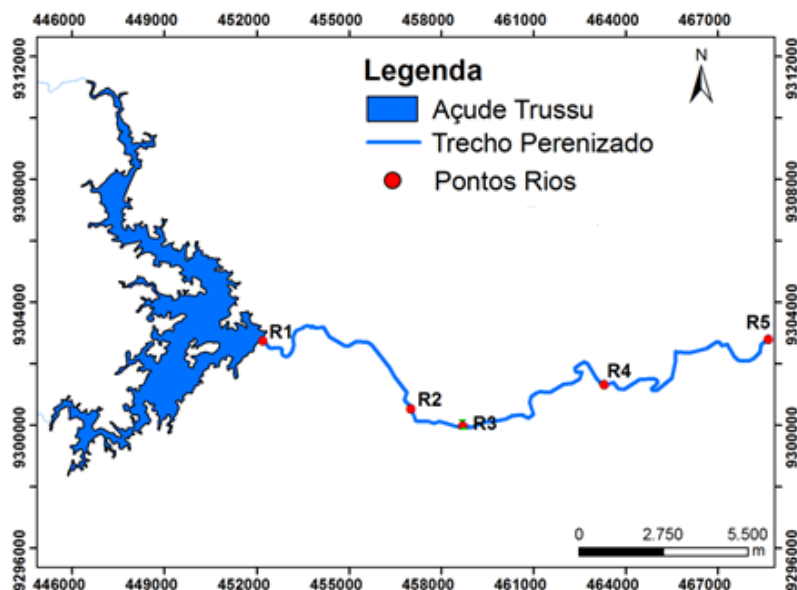 446000 449000 452000 455000 458000 461000 464000 467000
9312000
9308000
9304000
9300000
9296000
Legenda
Açude Trussu
Trecho Perenizado
Pontos Rios
N
R1
R2
R3
R4
R5
0 2.750 5.500
m
9312000
9308000
9304000
9300000
9296000
446000 449000 452000 455000 458000 461000 464000 467000